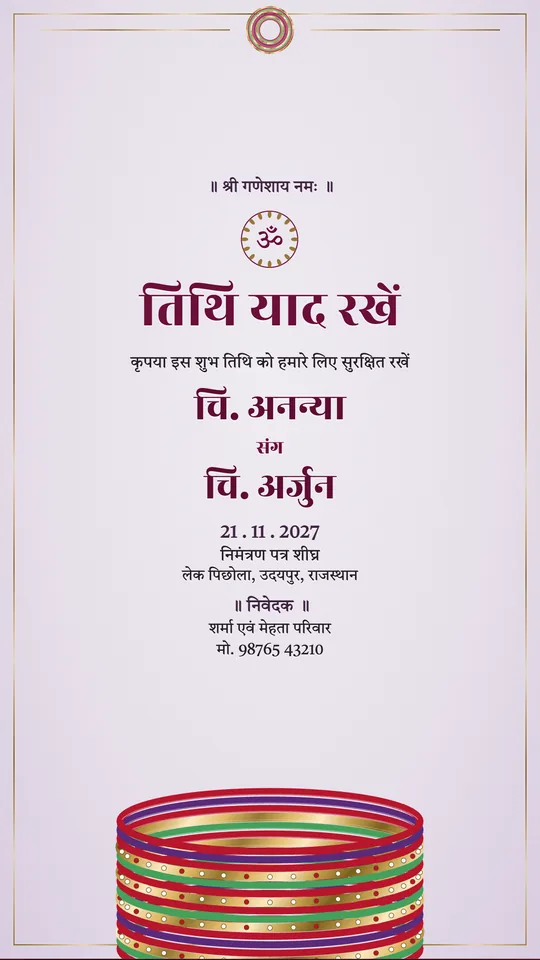 ॥ श्री गणेशाय नमः ॥
ॐ
तिथि याद रखें
कृपया इस शुभ तिथि को हमारे लिए सुरक्षित रखें
चि. अनन्या
संग
चि. अर्जुन
21 . 11 . 2027
निमंत्रण पत्र शीघ्र
लेक पिछोला, उदयपुर, राजस्थान
॥ निवेदक ॥
शर्मा एवं मेहता परिवार
मो. 98765 43210